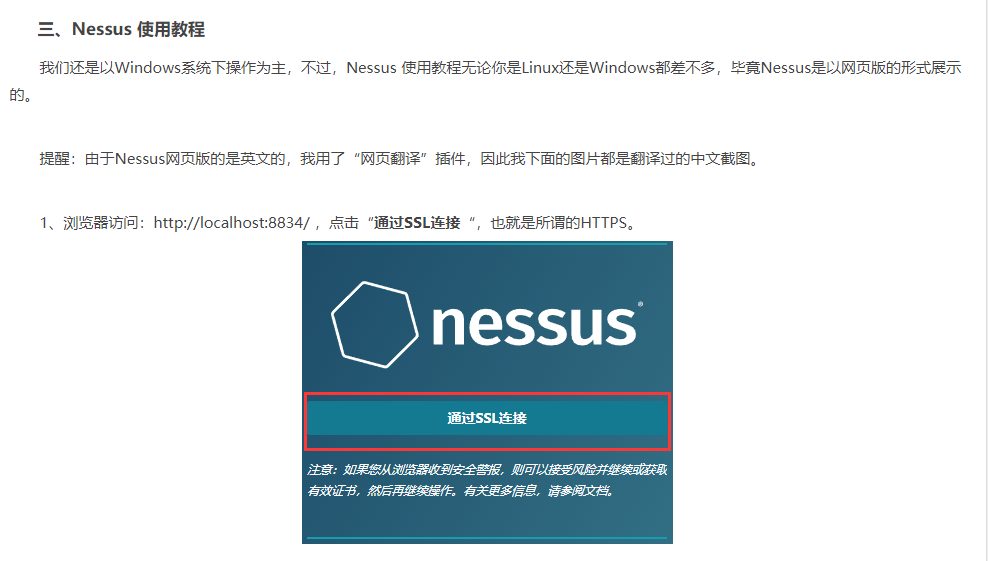 三、Nessus 使用教程
我们还是以Windows系统下操作为主，不过，Nessus 使用教程无论你是Linux还是Windows都差不多，毕竟Nessus是以网页版的形式展示
的。
提醒：由于Nessus网页版的是英文的，我用了“网页翻译”插件，因此我下面的图片都是翻译过的中文截图。
1、浏览器访问：http://localhost:8834/ ，点击“通过SSL连接 “，也就是所谓的HTTPS。
nessus®
通过SSL连接
注意：如果您从浏览器收到安全警报，则可以接受风险并继续或获取
有效证书，然后再继续操作。有关更多信息，请参阅文档。